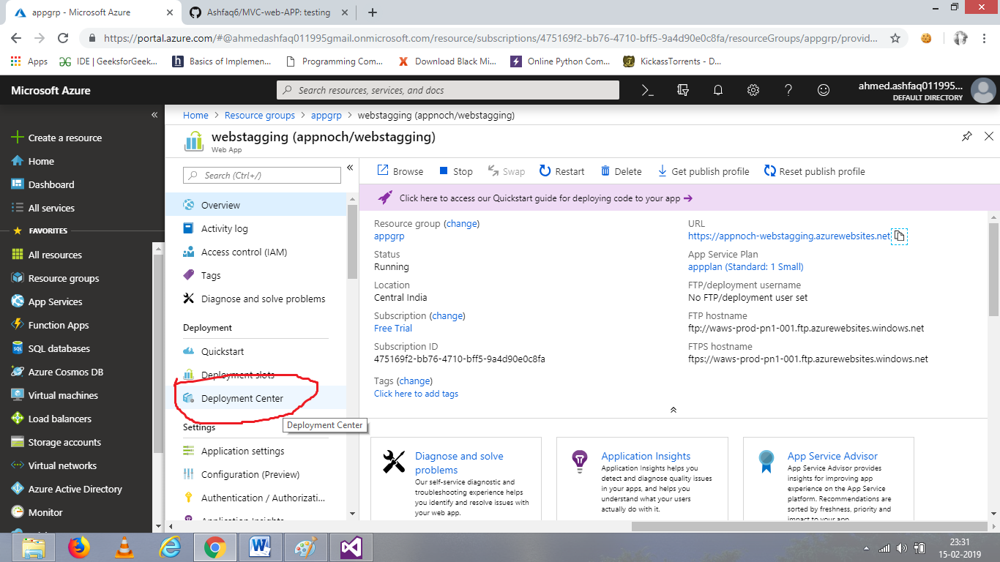 appgrp - Microsoft Azure
Ashfaq6/MVC-web-APP: testing
https://portal.azure.com/#@ahmedashfaq011995gmail.onmicrosoft.com/resource/subscriptions/475169f2-bb76-4710-bff5-9a4d90e0c8fa/resourceGroups/appgrp/provid...
Apps
IDE | GeeksforGeek...
Basics of Implemen...
Programming Com...
Download Black Mi...
Online Python Com...
KickassTorrents - D...
Microsoft Azure
Search resources, services, and docs
ahmed.ashfaq011995...
DEFAULT DIRECTORY
Create a resource
Home
Dashboard
All services
FAVORITES
All resources
Resource groups
App Services
Function Apps
SQL databases
Azure Cosmos DB
Virtual machines
Load balancers
Storage accounts
Virtual networks
Azure Active Directory
Monitor
Home > Resource groups > appgrp > webstagging (appnoch/webstagging)
webstagging (appnoch/webstagging)
Web App
Search (Ctrl+/)
Overview
Activity log
Access control (IAM)
Tags
Diagnose and solve problems
Deployment
Quickstart
Deployment slots
Deployment Center
Deployment Center
Settings
Application settings
Configuration (Preview)
Authentication / Authorizati...
Application Insights
Browse
Stop
Swap
Restart
Delete
Get publish profile
Reset publish profile
Click here to access our Quickstart guide for deploying code to your app →
Resource group (change)
appgrp
Status
Running
Location
Central India
Subscription (change)
Free Trial
Subscription ID
475169f2-bb76-4710-bff5-9a4d90e0c8fa
Tags (change)
Click here to add tags
URL
https://appnoch-webstagging.azurewebsites.net
App Service Plan
appplan (Standard: 1 Small)
FTP/deployment username
No FTP/deployment user set
FTP hostname
ftp://waws-prod-pn1-001.ftp.azurewebsites.windows.net
FTPS hostname
ftps://waws-prod-pn1-001.ftp.azurewebsites.windows.net
Diagnose and solve
problems
Our self-service diagnostic and
troubleshooting experience helps
you identify and resolve issues with
your web app.
Application Insights
Application Insights helps you
detect and diagnose quality issues
in your apps, and helps you
understand what your users
actually do with it.
App Service Advisor
App Service Advisor provides
insights for improving app
experience on the App Service
platform. Recommendations are
sorted by freshness, priority and
impact to your app.
23:31
15-02-2019